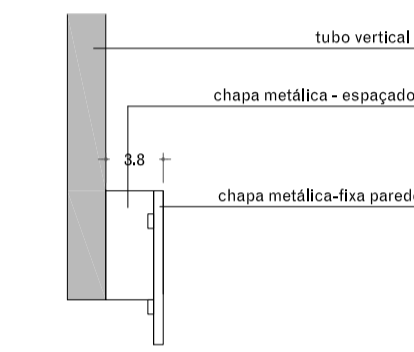 tubo vertical
chapa metálica - espaçado
3.8
chapa metálica-fixa pared